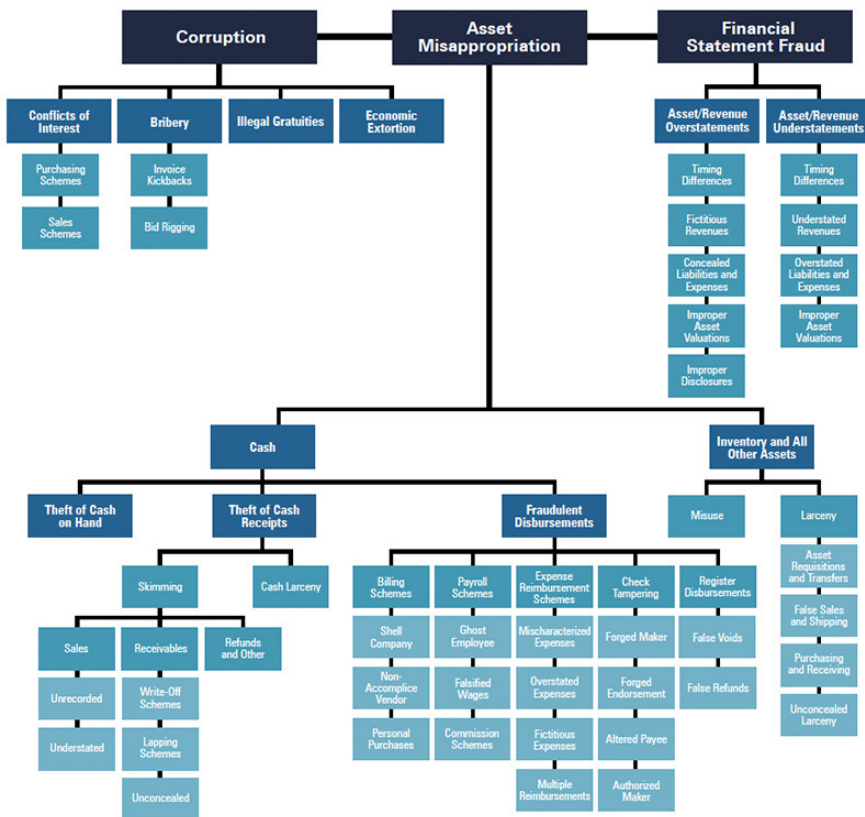 Corruption
Asset
Misappropriation
Financial
Statement Fraud
Conflicts of
Interest
Bribery
Illegal Gratuities
Economic
Extortion
Asset/Revenue
Overstatements
Asset/Revenue
Understatements
Purchasing
Schemes
Invoice
Kickbacks
Timing
Differences
Timing
Differences
Sales
Schemes
Bid Rigging
Fictitious
Revenues
Understated
Revenues
Concealed
Liabilities and
Expenses
Overstated
Liabilities and
Expenses
Improper
Asset
Valuations
Improper
Asset
Valuations
Improper
Disclosures
Cash
Inventory and All
Other Assets
Theft of Cash
on Hand
Theft of Cash
Receipts
Fraudulent
Disbursements
Misuse
Larceny
Skimming
Cash Larceny
Billing
Schemes
Payroll
Schemes
Expense
Reimbursement
Schemes
Check
Tampering
Register
Disbursements
Asset
Requisitions
and Transfers
Sales
Receivables
Refunds
and Other
Shell
Company
Ghost
Employee
Mischaracterized
Expenses
Forged Maker
False Voids
False Sales
and Shipping
Unrecorded
Write-Off
Schemes
Non-
Accomplice
Vendor
Falsified
Wages
Overstated
Expenses
Forged
Endorsement
False Refunds
Purchasing
and Receiving
Understated
Lapping
Schemes
Personal
Purchases
Commission
Schemes
Fictitious
Expenses
Altered Payee
Unconcealed
Larceny
Unconcealed
Multiple
Reimbursements
Authorized
Maker